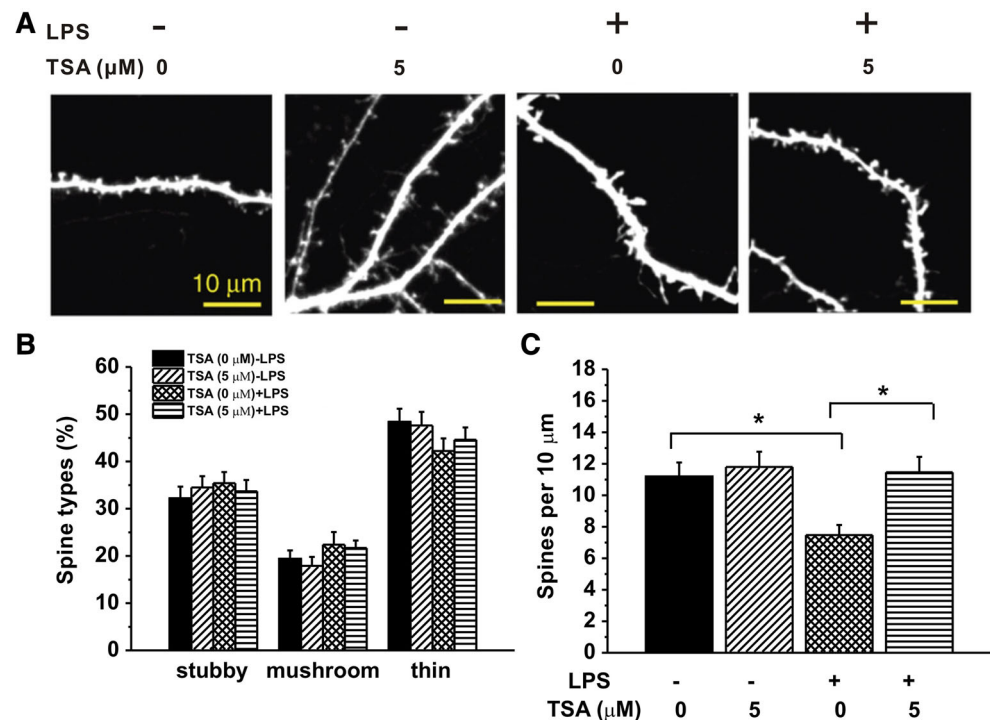 A
LPS - - + +
TSA (µM) 0 5 0 5
10 µm
B
TSA (0 µM)-LPS
TSA (5 µM)-LPS
TSA (0 µM)+LPS
TSA (5 µM)+LPS
Spine types (%)
60
50
40
30
20
10
0
stubby mushroom thin
C
Spines per 10 µm
18
16
14
12
10
8
6
4
2
0
* *
LPS - - + +
TSA (µM) 0 5 0 5